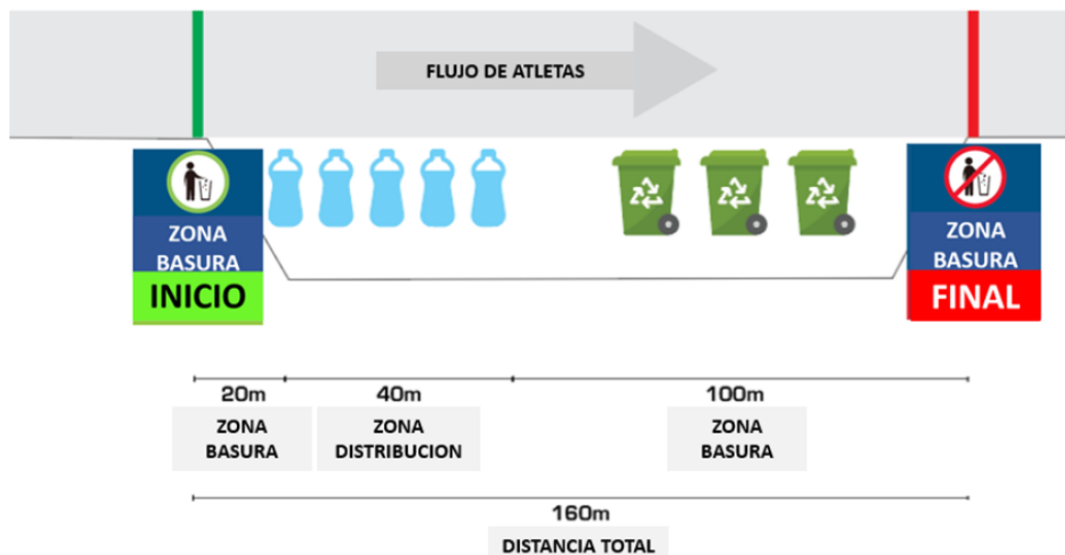 FLUJO DE ATLETAS
ZONA
BASURA
INICIO
ZONA
BASURA
FINAL
20m
40m
100m
ZONA
BASURA
ZONA
DISTRIBUCION
ZONA
BASURA
160m
DISTANCIA TOTAL